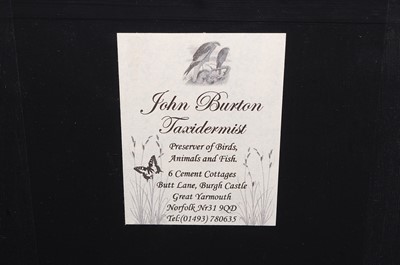 John Burton
Taxidermist
Preserver of Birds,
Animals and Fish.
6 Cement Cottages
Butt Lane, Burgh Castle
Great Yarmouth
Norfolk Nr31 9QD
Tel:(01493) 780635